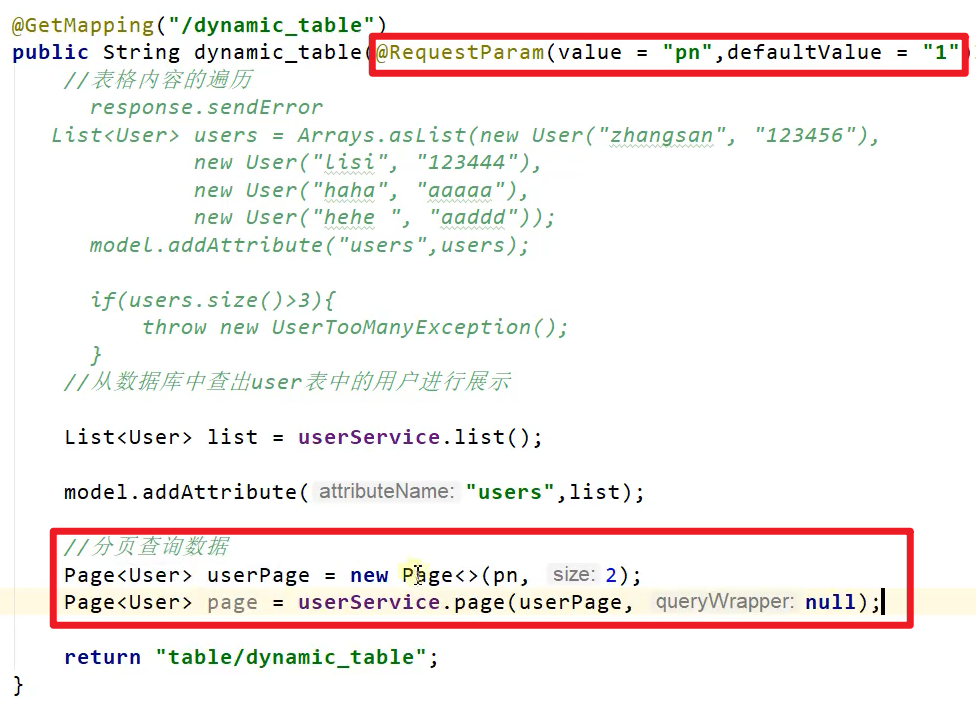 @GetMapping("/dynamic_table")
public String dynamic_table(@RequestParam(value = "pn",defaultValue = "1")
//表格内容的遍历
response.sendError
List<User> users = Arrays.asList(new User("zhangsan", "123456"),
new User("lisi", "123444"),
new User("haha", "aaaaa"),
new User("hehe ", "aaddd"));
model.addAttribute("users",users);
if(users.size()>3){
throw new UserTooManyException();
}
//从数据库中查出user表中的用户进行展示
List<User> list = userService.list();
model.addAttribute( attributeName: "users",list);
//分页查询数据
Page<User> userPage = new Page<>(pn, size: 2);
Page<User> page = userService.page(userPage, queryWrapper: null);
return "table/dynamic_table";
}